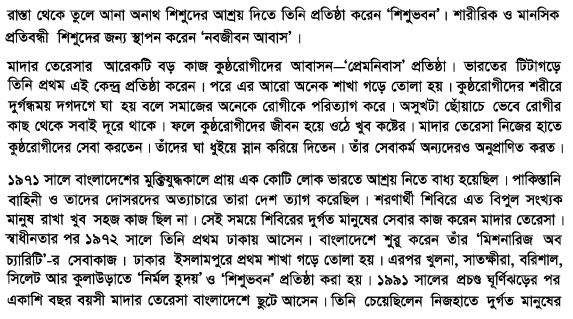 রাস্তা থেকে তুলে আনা অনাথ শিশুদের আশ্রয় দিতে তিনি প্রতিষ্ঠা করেন ‘শিশুভবন’। শারীরিক ও মানসিক
প্রতিবন্ধী শিশুদের জন্য স্থাপন করেন ‘নবজীবন আবাস’।
মাদার তেরেসার আরেকটি বড় কাজ কুষ্ঠরোগীদের আবাসন—‘প্রেমনিবাস’ প্রতিষ্ঠা। ভারতের টিটাগড়ে
তিনি প্রথম এই কেন্দ্র প্রতিষ্ঠা করেন। পরে এর আরো অনেক শাখা গড়ে তোলা হয়। কুষ্ঠরোগীদের শরীরে
দুর্গন্ধময় দগদগে ঘা হয় বলে সমাজের অনেকে রোগীকে পরিত্যাগ করে। অসুখটা ছোঁয়াচে ভেবে রোগীর
কাছ থেকে সবাই দূরে থাকে। ফলে কুষ্ঠরোগীদের জীবন হয়ে ওঠে খুব কষ্টের। মাদার তেরেসা নিজের হাতে
কুষ্ঠরোগীদের সেবা করতেন। তাঁদের ঘা ধুইয়ে স্নান করিয়ে দিতেন। তাঁর সেবাকর্ম অন্যদেরও অনুপ্রাণিত করত।
১৯৭১ সালে বাংলাদেশের মুক্তিযুদ্ধকালে প্রায় এক কোটি লোক ভারতে আশ্রয় নিতে বাধ্য হয়েছিল। পাকিস্তানি
বাহিনী ও তাদের দোসরদের অত্যাচারে তারা দেশ ত্যাগ করেছিল। শরণার্থী শিবিরে এত বিপুল সংখ্যক
মানুষ রাখা খুব সহজ কাজ ছিল না। সেই সময়ে শিবিরের দুর্গত মানুষের সেবার কাজ করেন মাদার তেরেসা।
স্বাধীনতার পর ১৯৭২ সালে তিনি প্রথম ঢাকায় আসেন। বাংলাদেশে শুরু করেন তাঁর ‘মিশনারিজ অব
চ্যারিটি’-র সেবাকাজ। ঢাকার ইসলামপুরে প্রথম শাখা গড়ে তোলা হয়। এরপর খুলনা, সাতক্ষীরা, বরিশাল,
সিলেট আর কুলাউড়াতে ‘নির্মল হৃদয়’ ও ‘শিশুভবন’ প্রতিষ্ঠা করা হয়। ১৯৯১ সালের প্রচণ্ড ঘূর্ণিঝড়ের পর
একাশি বছর বয়সী মাদার তেরেসা বাংলাদেশে ছুটে আসেন। তিনি চেয়েছিলেন নিজহাতে দুর্গত মানুষের